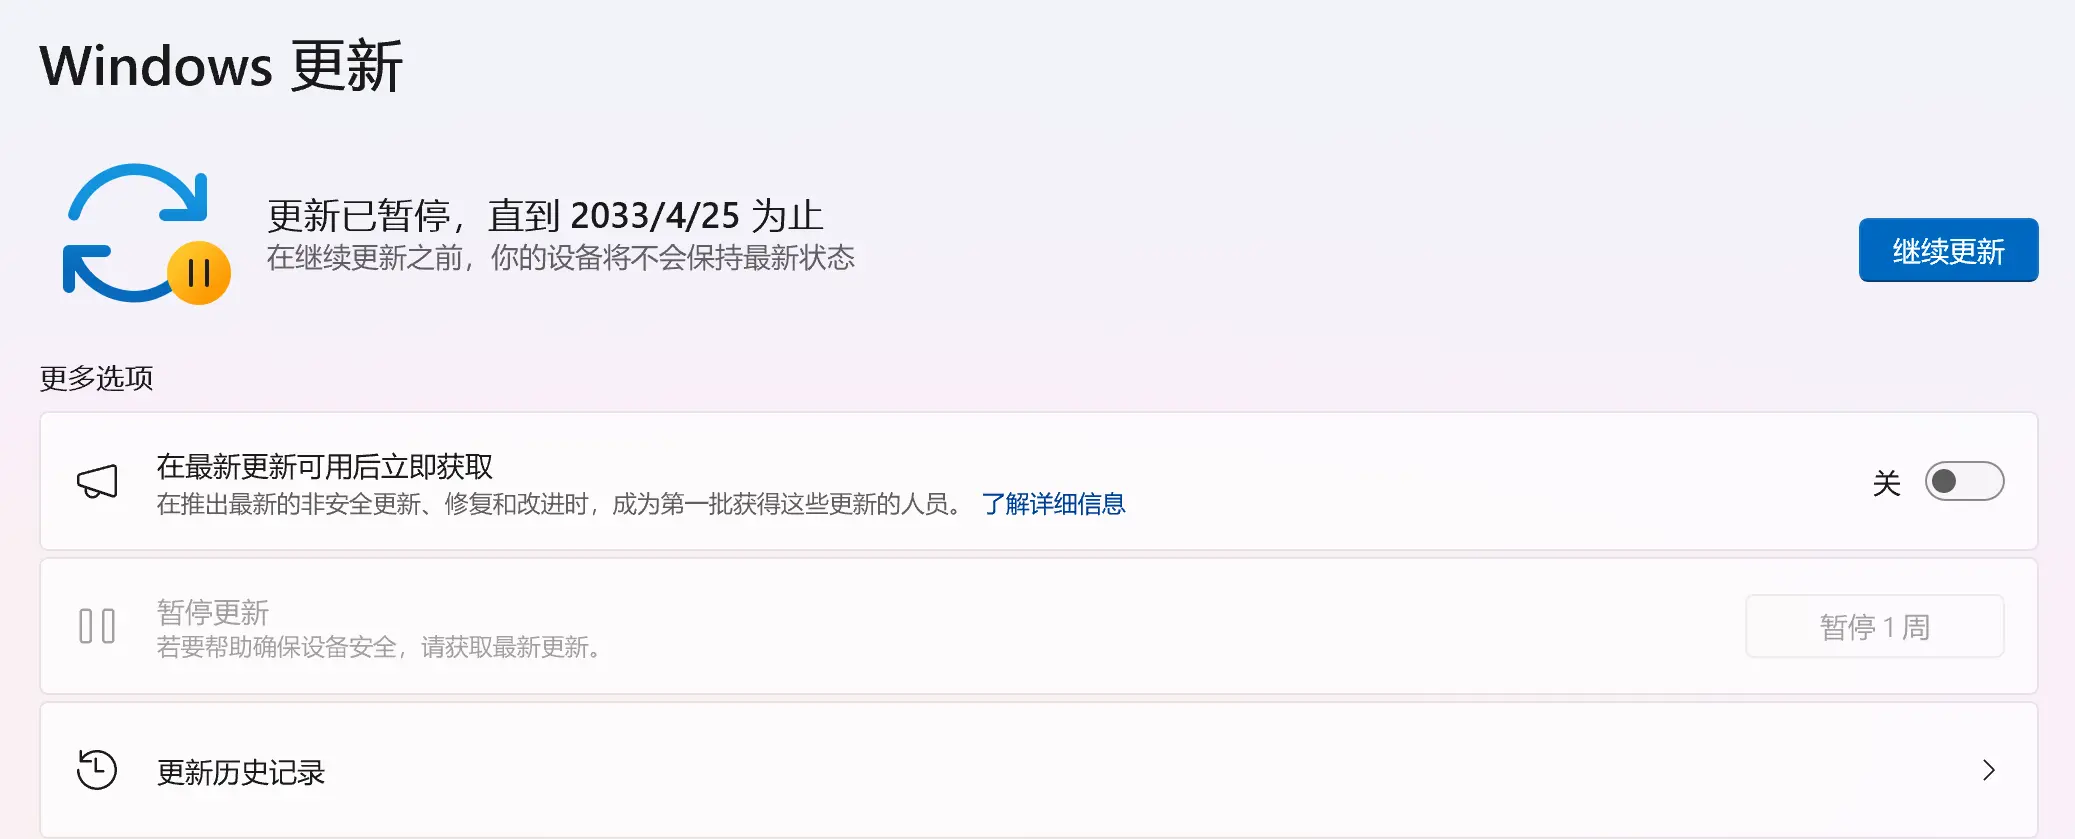 Windows 更新
更新已暂停，直到 2033/4/25 为止
在继续更新之前，你的设备将不会保持最新状态
继续更新
更多选项
在最新更新可用后立即获取
在推出最新的非安全更新、修复和改进时，成为第一批获得这些更新的人员。 了解详细信息
关
暂停更新
若要帮助确保设备安全，请获取最新更新。
暂停 1 周
更新历史记录